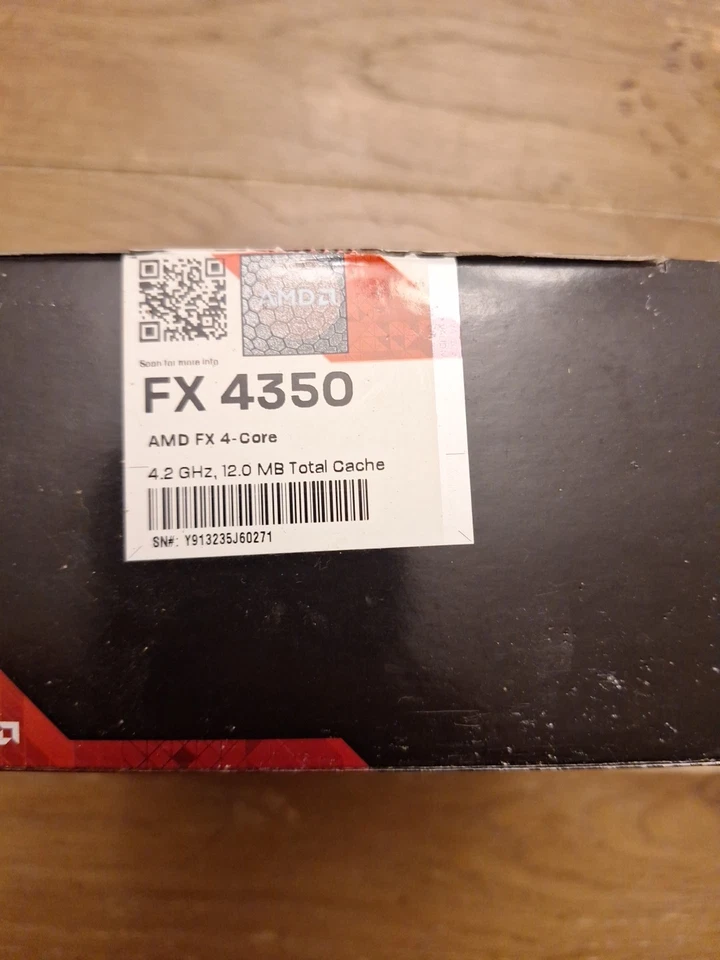 AMD
Scan for more info
FX 4350
AMD FX 4-Core
4.2 GHz, 12.0 MB Total Cache
SN#: Y913235J60271